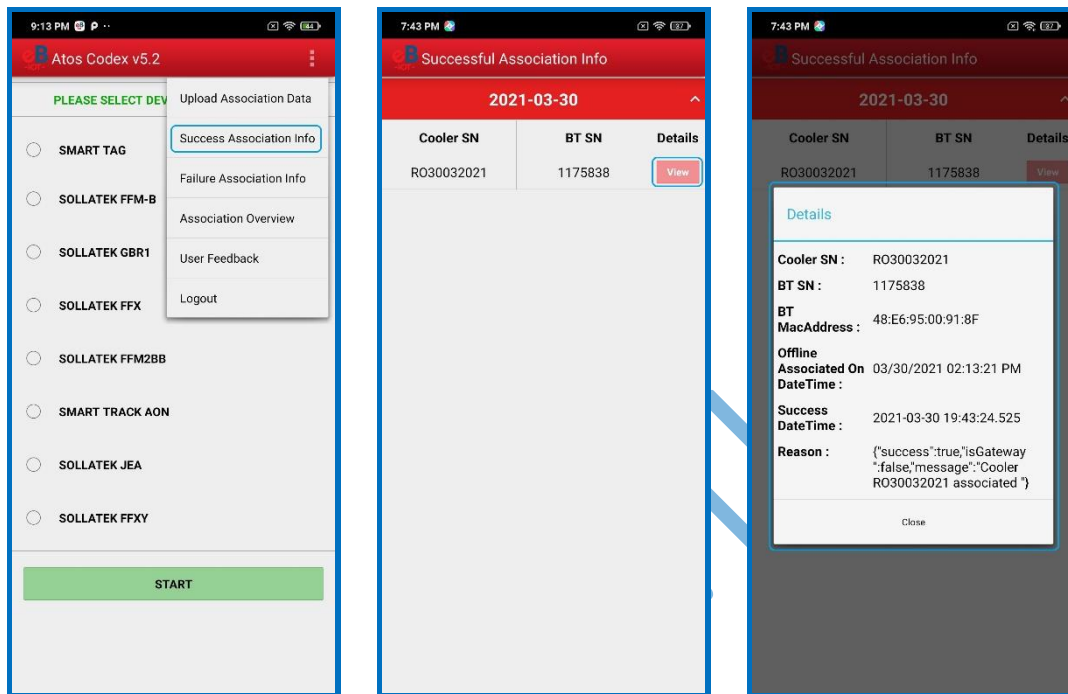 9:13 PM
84
Atos Codex v5.2
PLEASE SELECT DEV
Upload Association Data
Success Association Info
Failure Association Info
Association Overview
User Feedback
Logout
SMART TAG
SOLLATEK FFM-B
SOLLATEK GBR1
SOLLATEK FFX
SOLLATEK FFM2BB
SMART TRACK AON
SOLLATEK JEA
SOLLATEK FFXY
START
7:43 PM
37
Successful Association Info
2021-03-30
Cooler SN BT SN Details
RO30032021 1175838 View
7:43 PM
37
Successful Association Info
2021-03-30
Cooler SN BT SN Details
RO30032021 1175838 View
Details
Cooler SN : RO30032021
BT SN : 1175838
BT
MacAddress : 48:E6:95:00:91:8F
Offline
Associated On 03/30/2021 02:13:21 PM
DateTime :
Success
DateTime : 2021-03-30 19:43:24.525
Reason : {"success":true,"isGateway
":false,"message":"Cooler
RO30032021 associated "}
Close